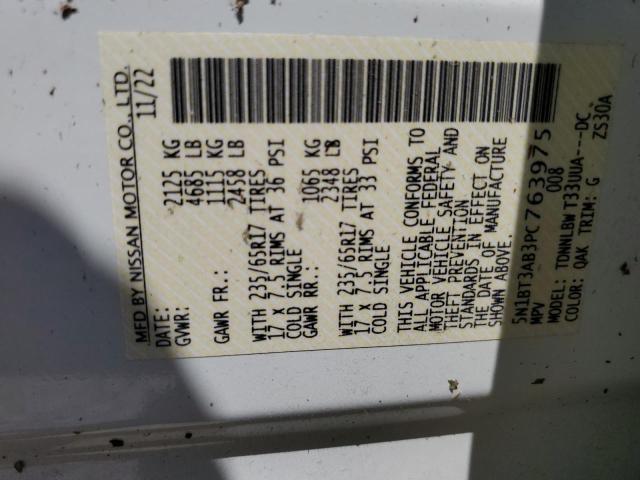 MFD BY NISSAN MOTOR CO., LTD.
DATE: 11/22
GVWR: 2125 KG
4685 LB
GAWR FR.: 1115 KG
2458 LB
WITH 235/65R17 TIRES
17 X 7.5 RIMS AT 36 PSI
COLD SINGLE
GAWR RR.: 1065 KG
2348 LB
WITH 235/65R17 TIRES
17 X 7.5 RIMS AT 33 PSI
COLD SINGLE
THIS VEHICLE CONFORMS TO
ALL APPLICABLE FEDERAL
MOTOR VEHICLE SAFETY AND
THEFT PREVENTION
STANDARDS IN EFFECT ON
THE DATE OF MANUFACTURE
SHOWN ABOVE.
5N1BT3AB3PC763975
MPV 008
MODEL: TDNNLBW T33UUA---DC
COLOR: QAK TRIM: G ZS30A